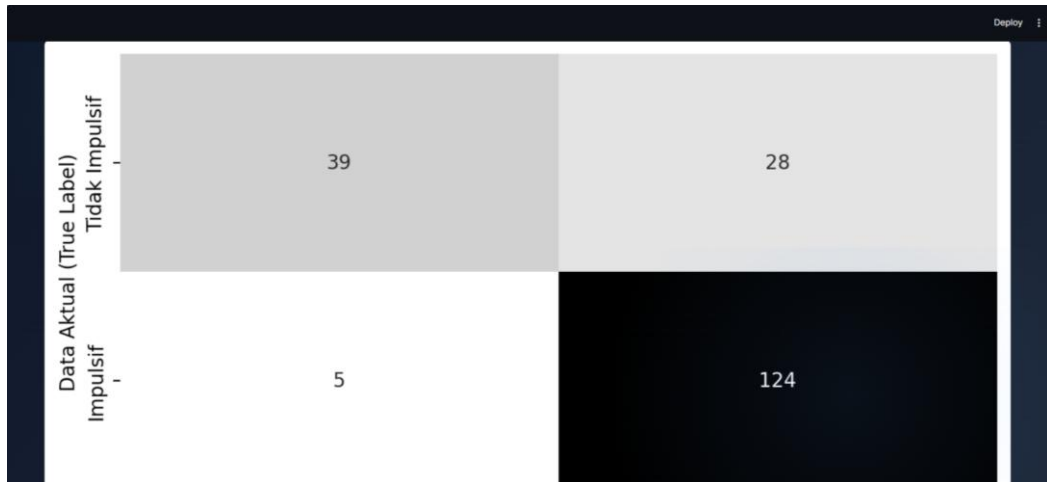 Deploy
Data Aktual (True Label)
Tidak Impulsif
39
28
Impulsif
5
124